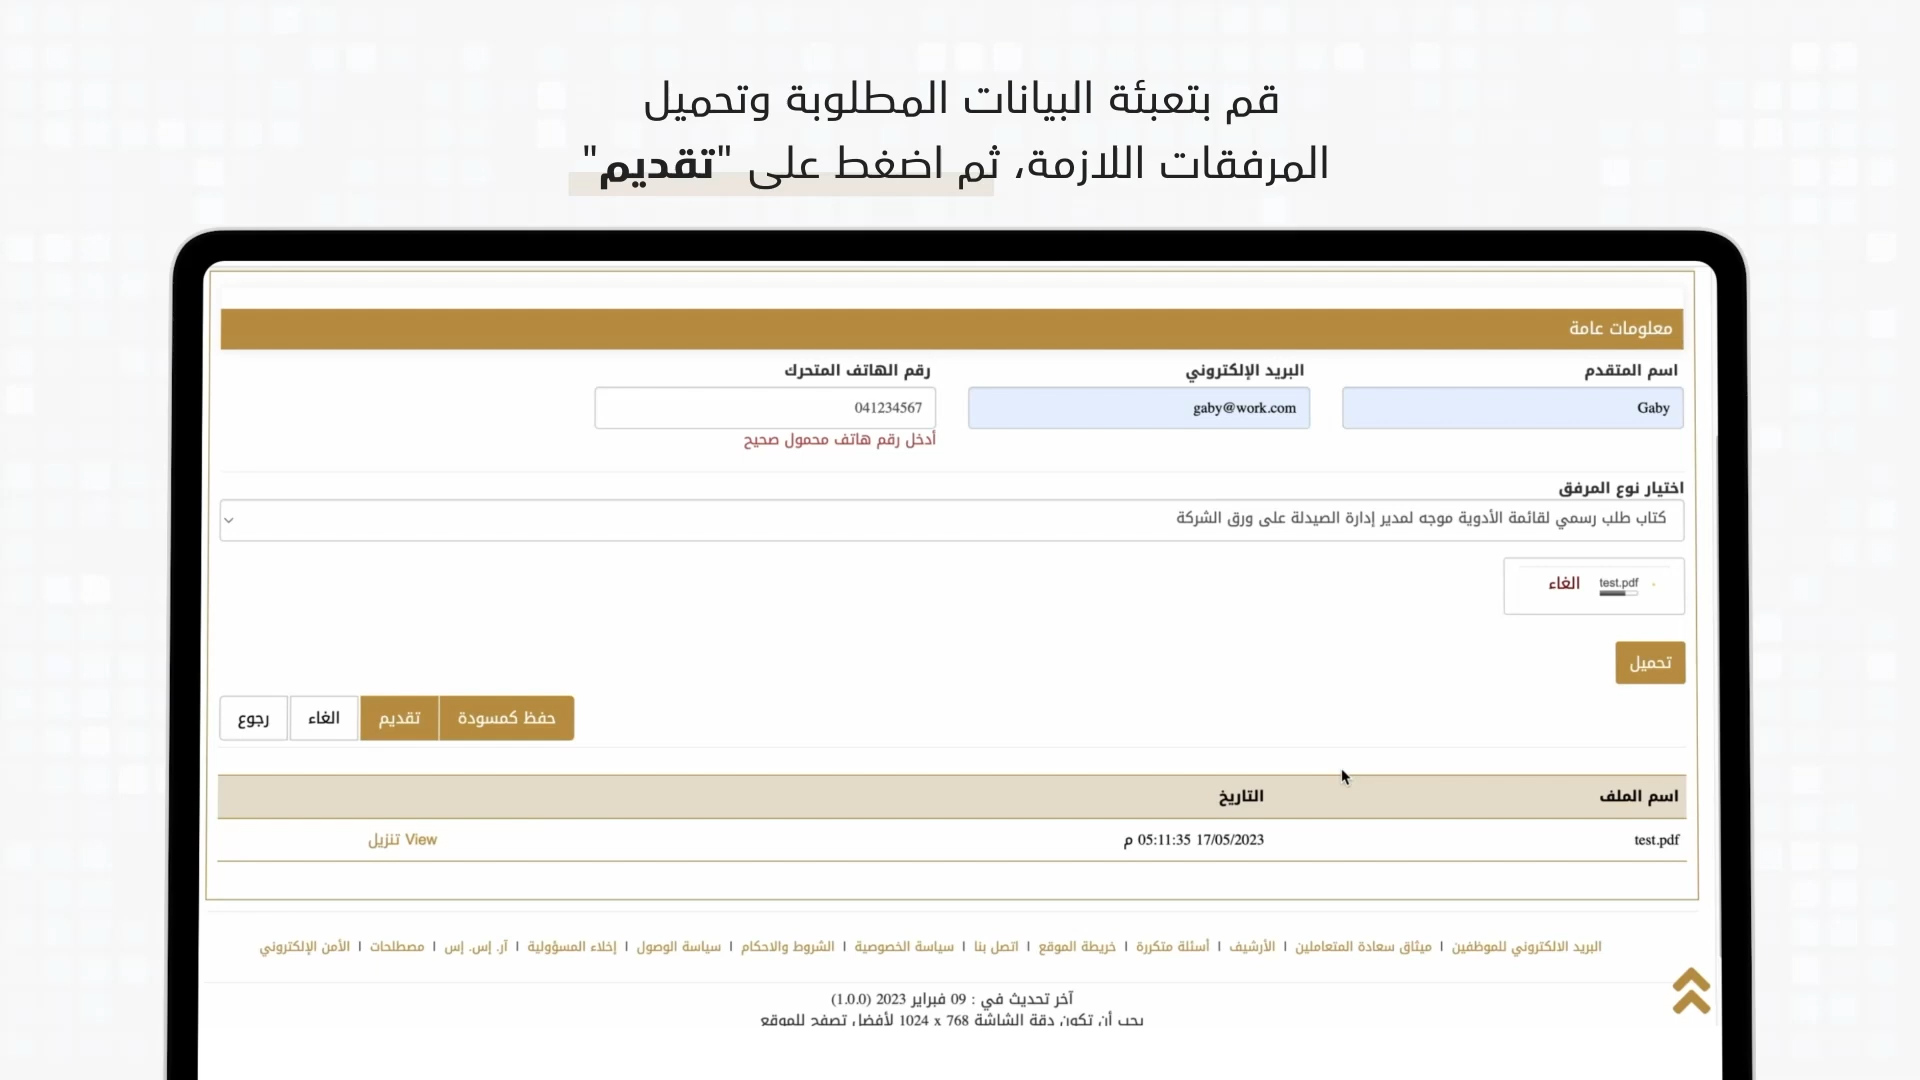 قم بتعبئة البيانات المطلوبة وتحميل
المرفقات اللازمة، ثم اضغط على "تقديم"
معلومات عامة
اسم المتقدم
البريد الإلكتروني
رقم الهاتف المتحرك
Gaby
gaby@work.com
041234567
أدخل رقم هاتف محمول صحيح
اختيار نوع المرفق
كتاب طلب رسمي لقائمة الأدوية موجه لمدير إدارة الصيدلة على ورق الشركة
test.pdf الغاء
تحميل
حفظ كمسودة تقديم الغاء رجوع
اسم الملف التاريخ
test.pdf 17/05/2023 05:11:35 م View تنزيل
البريد الالكتروني للموظفين | ميثاق سعادة المتعاملين | الأرشيف | أسئلة متكررة | خريطة الموقع | اتصل بنا | سياسة الخصوصية | الشروط والاحكام | سياسة الوصول | إخلاء المسؤولية | آر. إس. إس | مصطلحات | الأمن الإلكتروني
آخر تحديث في : 09 فبراير 2023 (1.0.0)
يجب أن تكون دقة الشاشة 768 x 1024 لأفضل تصفح للموقع